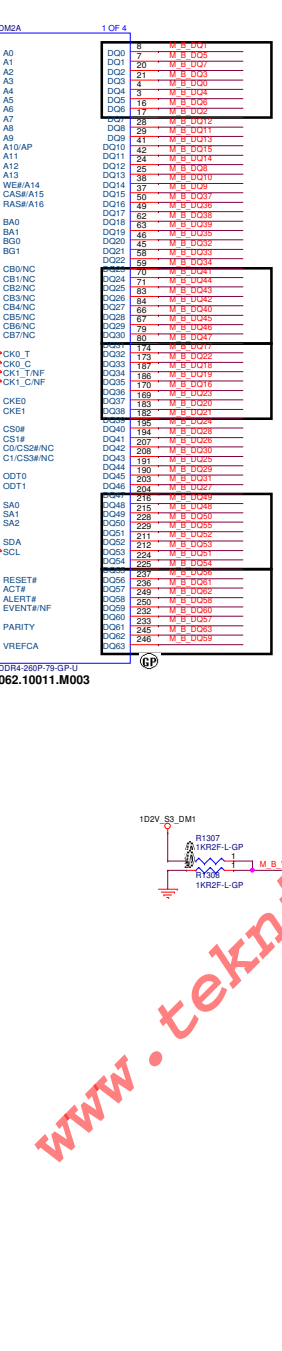 DM2A 1 OF 4
A0 DQ0 8 M_B_DQ1
A1 DQ1 7 M_B_DQ5
A2 DQ2 20 M_B_DQ7
A3 DQ3 21 M_B_DQ3
A4 DQ4 4 M_B_DQ0
A5 DQ5 3 M_B_DQ4
A6 DQ6 16 M_B_DQ6
A7 DQ7 17 M_B_DQ2
A8 DQ8 28 M_B_DQ12
A9 DQ9 29 M_B_DQ11
A10/AP DQ10 41 M_B_DQ13
A11 DQ11 42 M_B_DQ15
A12 DQ12 24 M_B_DQ14
A13 DQ13 25 M_B_DQ8
WE#/A14 DQ14 38 M_B_DQ10
CAS#/A15 DQ15 37 M_B_DQ9
RAS#/A16 DQ16 50 M_B_DQ37
DQ17 49 M_B_DQ36
BA0 DQ18 62 M_B_DQ38
BA1 DQ19 63 M_B_DQ39
BG0 DQ20 46 M_B_DQ35
BG1 DQ21 45 M_B_DQ32
DQ22 58 M_B_DQ33
CB0/NC DQ23 59 M_B_DQ34
CB1/NC DQ24 70 M_B_DQ41
CB2/NC DQ25 71 M_B_DQ44
CB3/NC DQ26 83 M_B_DQ43
CB4/NC DQ27 84 M_B_DQ42
CB5/NC DQ28 66 M_B_DQ40
CB6/NC DQ29 67 M_B_DQ45
CB7/NC DQ30 79 M_B_DQ46
DQ31 80 M_B_DQ47
CK0_T DQ32 174 M_B_DQ17
CK0_C DQ33 173 M_B_DQ22
CK1_T/NF DQ34 187 M_B_DQ18
CK1_C/NF DQ35 186 M_B_DQ19
DQ36 170 M_B_DQ16
CKE0 DQ37 169 M_B_DQ23
CKE1 DQ38 183 M_B_DQ20
DQ39 182 M_B_DQ21
CS0# DQ40 195 M_B_DQ24
CS1# DQ41 194 M_B_DQ28
C0/CS2#/NC DQ42 207 M_B_DQ26
C1/CS3#/NC DQ43 208 M_B_DQ30
DQ44 191 M_B_DQ25
ODT0 DQ45 190 M_B_DQ29
ODT1 DQ46 203 M_B_DQ31
DQ47 204 M_B_DQ27
SA0 DQ48 216 M_B_DQ49
SA1 DQ49 215 M_B_DQ48
SA2 DQ50 228 M_B_DQ50
DQ51 229 M_B_DQ55
SDA DQ52 211 M_B_DQ52
SCL DQ53 212 M_B_DQ53
DQ54 224 M_B_DQ51
DQ55 225 M_B_DQ54
RESET# DQ56 237 M_B_DQ56
ACT# DQ57 236 M_B_DQ61
ALERT# DQ58 249 M_B_DQ62
EVENT#/NF DQ59 250 M_B_DQ58
DQ60 232 M_B_DQ60
PARITY DQ61 233 M_B_DQ57
DQ62 245 M_B_DQ63
VREFCA DQ63 246 M_B_DQ59
DDR4-260P-79-GP-U
062.10011.M003
GP
1D2V_S3_DM1
R1307
1KR2F-L-GP
1
1
M_B_
R1308
1KR2F-L-GP
www.tekn